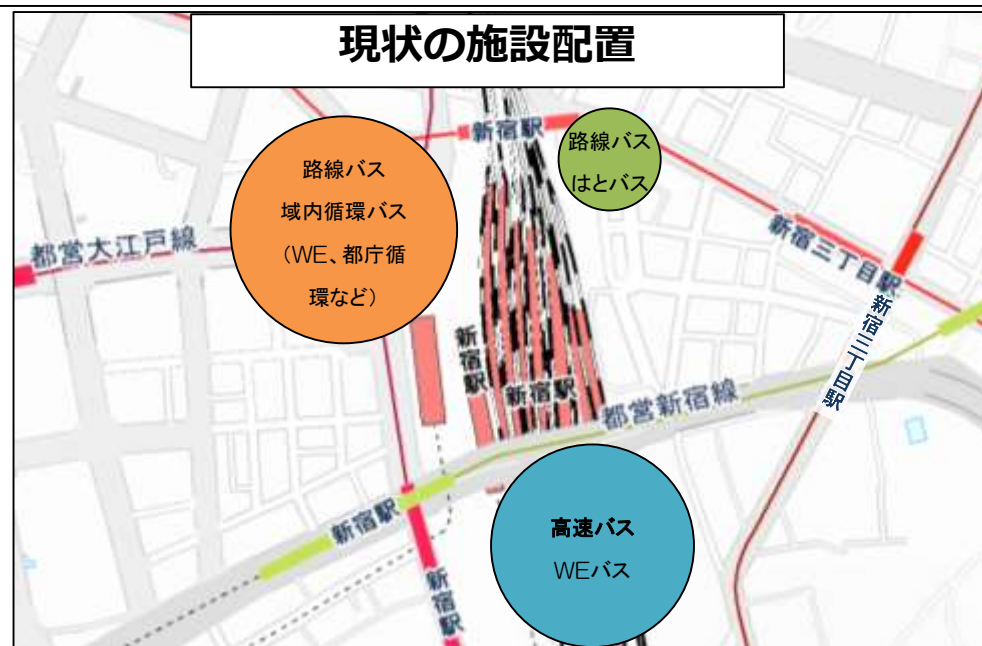 現状の施設配置
新宿駅
路線バス
はとバス
路線バス
域内循環バス
(WE、都庁循
環など)
都営大江戸線
新宿三丁目駅
新宿三丁目駅
新宿駅
新宿駅
都営新宿線
新宿駅
新宿駅
高速バス
WEバス